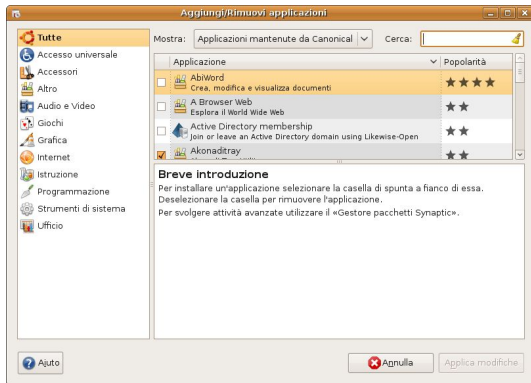 Aggiungi/Rimuovi applicazioni
Tutte
Accesso universale
Accessori
Altro
Audio e Video
Giochi
Grafica
Internet
Istruzione
Programmazione
Strumenti di sistema
Ufficio
Mostra: Applicazioni mantenute da Canonical Cerca:
Applicazione Popolarità
AbiWord
Crea, modifica e visualizza documenti
A Browser Web
Esplora il World Wide Web
Active Directory membership
Join or leave an Active Directory domain using Likewise-Open
Akonaditray
Breve introduzione
Per installare un'applicazione selezionare la casella di spunta a fianco di essa.
Deselezionare la casella per rimuovere l'applicazione.
Per svolgere attività avanzate utilizzare il «Gestore pacchetti Synaptic».
Aiuto
Annulla
Applica modifiche